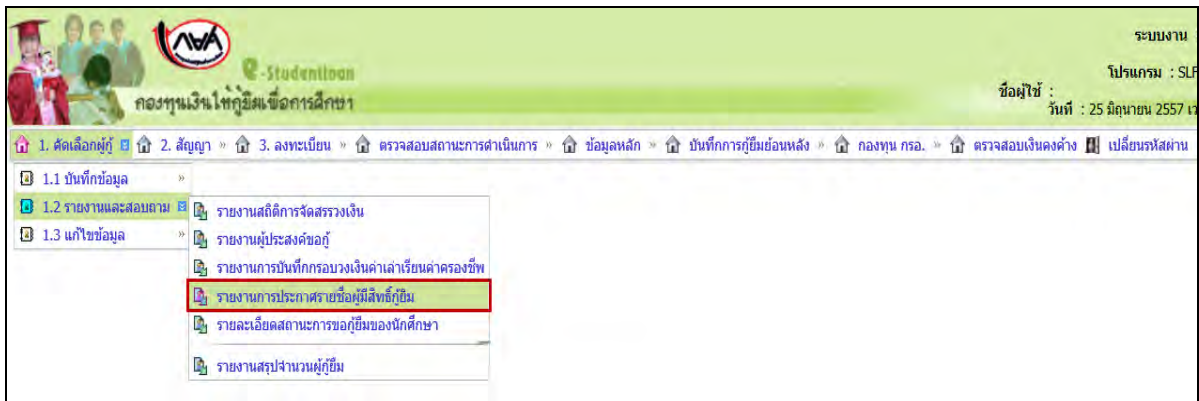 กยศ
e-Studentloan
กองทุนเงินให้กู้ยืมเพื่อการศึกษา
ระบบงาน
โปรแกรม : SLF
ชื่อผู้ใช้ :
วันที่ : 25 มิถุนายน 2557 เว
1. คัดเลือกผู้กู้ 2. สัญญา » 3. ลงทะเบียน » ตรวจสอบสถานะการดำเนินการ » ข้อมูลหลัก » บันทึกการกู้ยืมย้อนหลัง » กองทุน กรอ. » ตรวจสอบเงินคงค้าง เปลี่ยนรหัสผ่าน
1.1 บันทึกข้อมูล »
1.2 รายงานและสอบถาม
1.3 แก้ไขข้อมูล »
รายงานสถิติการจัดสรรวงเงิน
รายงานผู้ประสงค์ขอกู้
รายงานการบันทึกกรอบวงเงินค่าเล่าเรียนค่าครองชีพ
รายงานการประกาศรายชื่อผู้มีสิทธิ์กู้ยืม
รายละเอียดสถานะการขอกู้ยืมของนักศึกษา
รายงานสรุปจำนวนผู้กู้ยืม